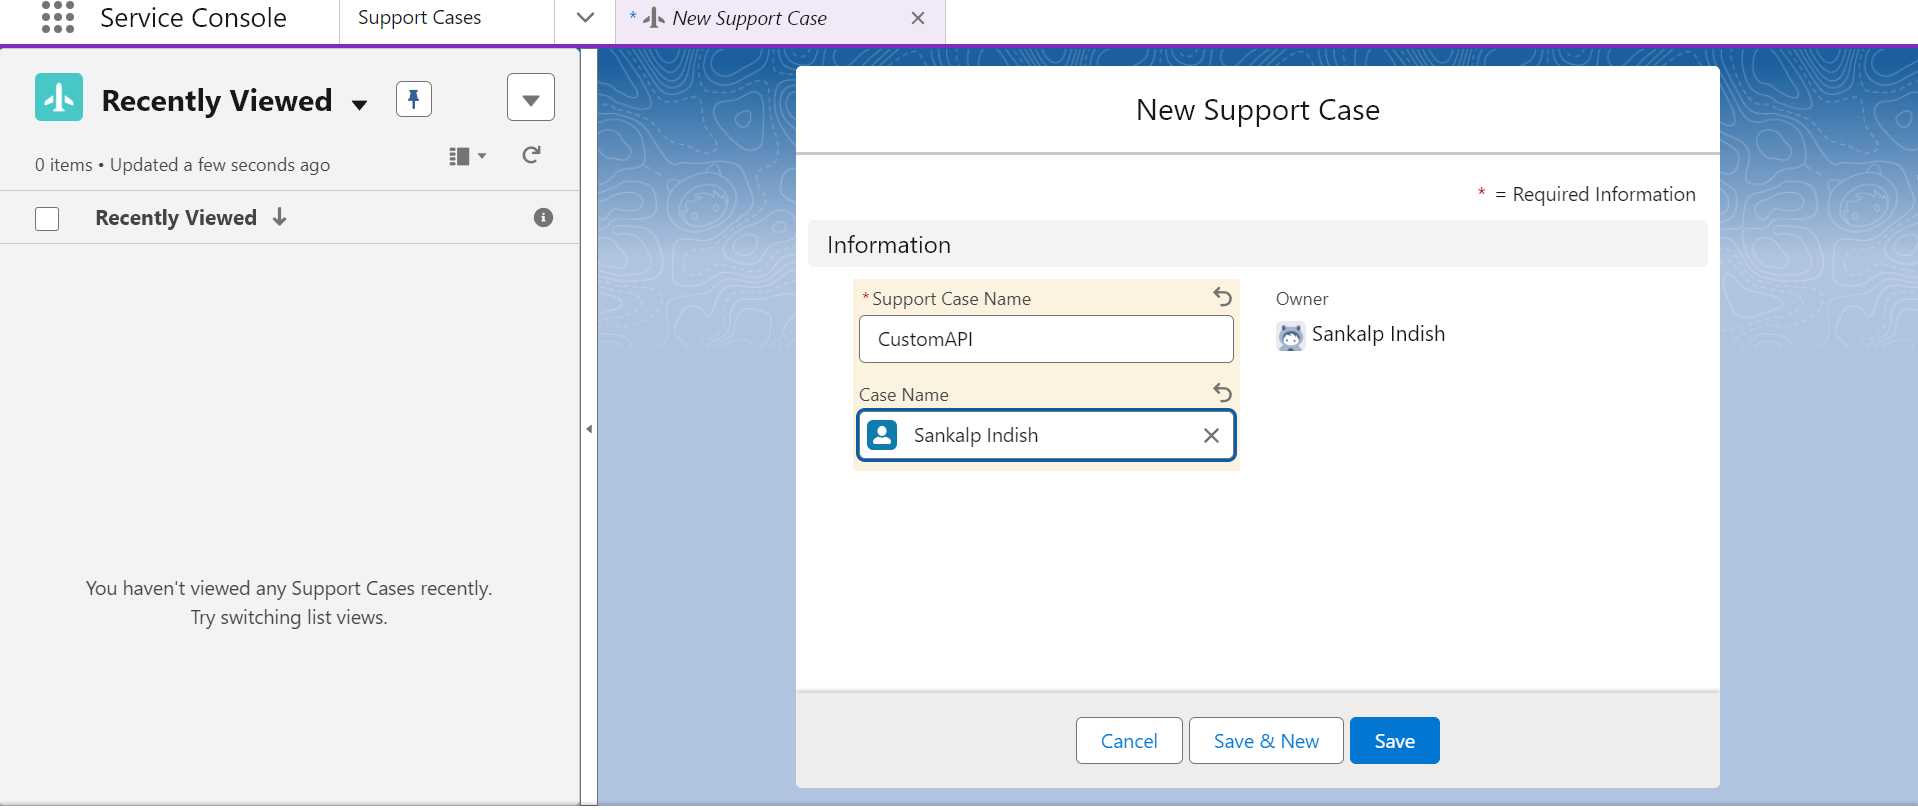 Service Console
Support Cases
* New Support Case
Recently Viewed
0 items • Updated a few seconds ago
Recently Viewed
You haven't viewed any Support Cases recently.
Try switching list views.
New Support Case
* = Required Information
Information
*Support Case Name
CustomAPI
Case Name
Sankalp Indish
Owner
Sankalp Indish
Cancel
Save & New
Save